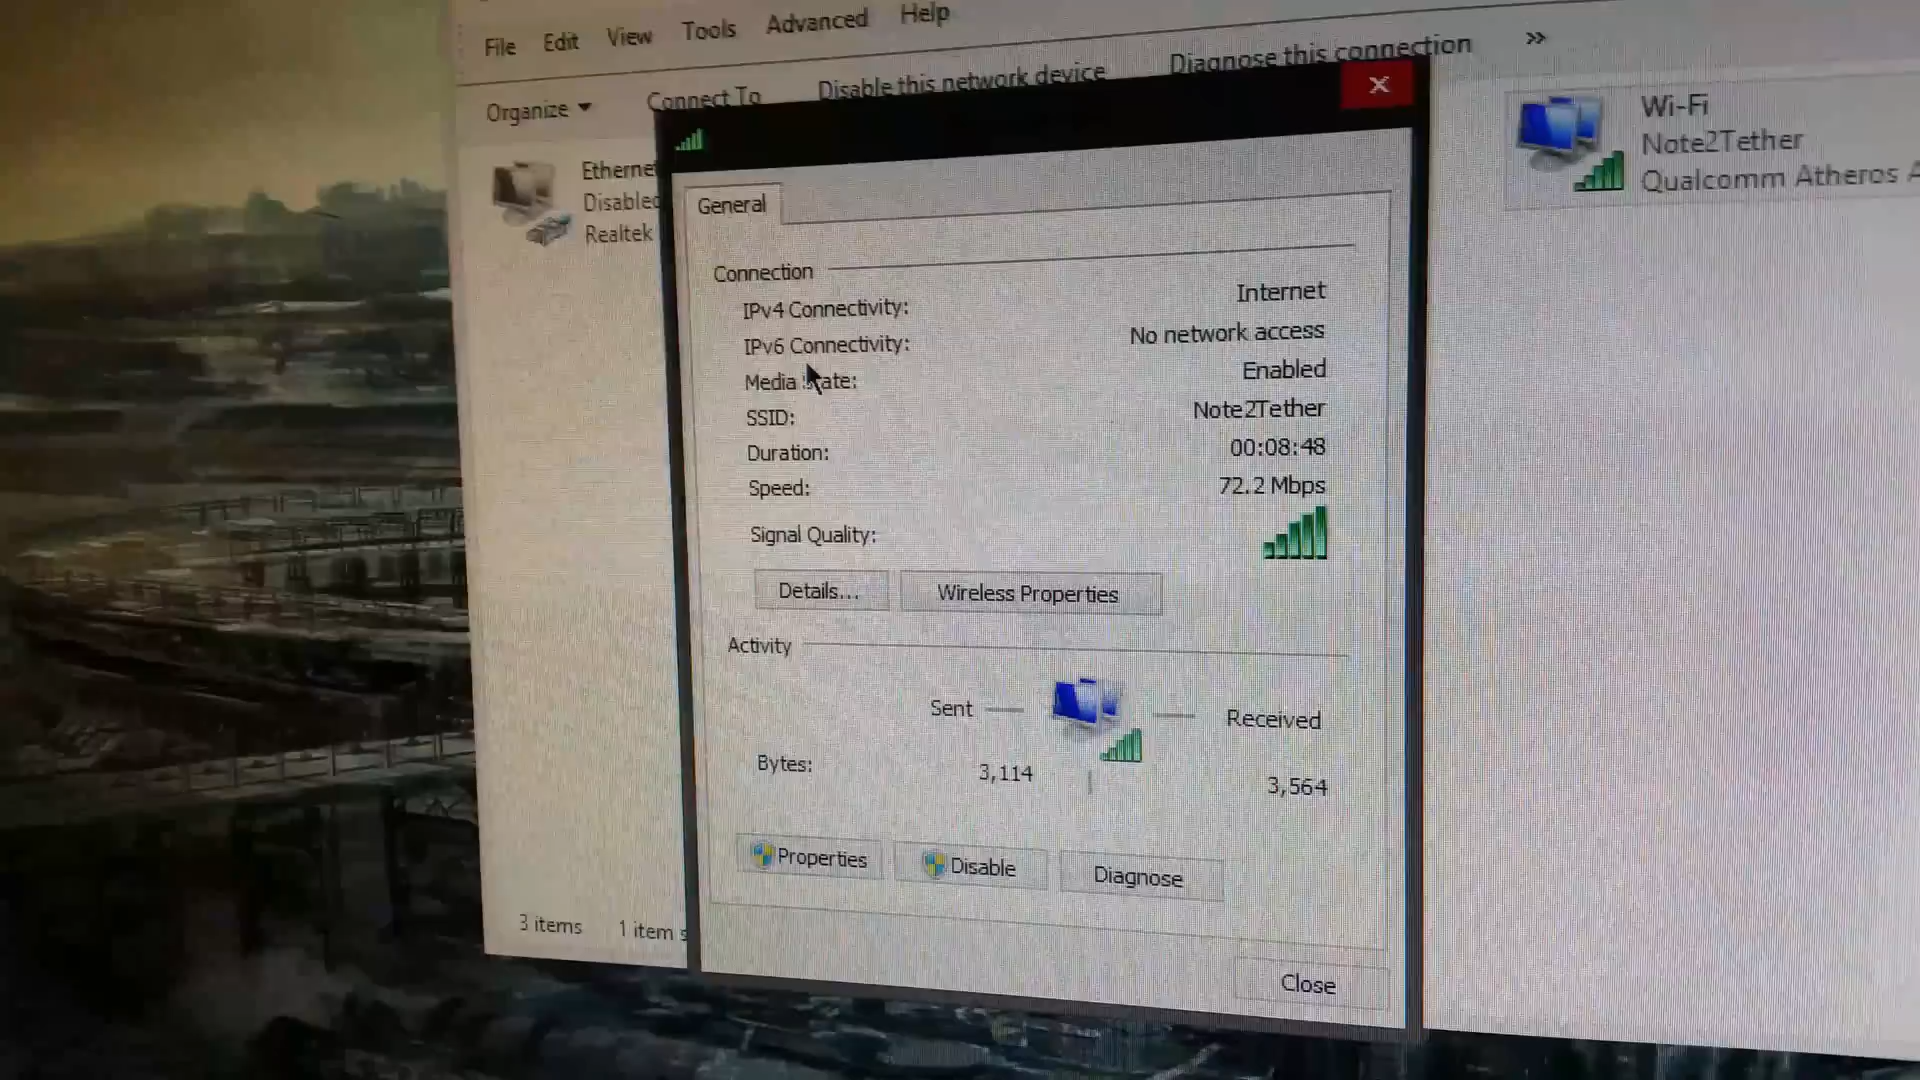 File Edit View Tools Advanced Help
Organize Connect To Disable this network device Diagnose this connection »
Wi-Fi
Note2Tether
Qualcomm Atheros
Disabled
Realtek
General
Connection
IPv4 Connectivity: Internet
IPv6 Connectivity: No network access
Media State: Enabled
SSID: Note2Tether
Duration: 00:08:48
Speed: 72.2 Mbps
Signal Quality:
Details... Wireless Properties
Activity
Sent Received
Bytes: 3,114 3,564
Properties Disable Diagnose
3 items 1 item
Close